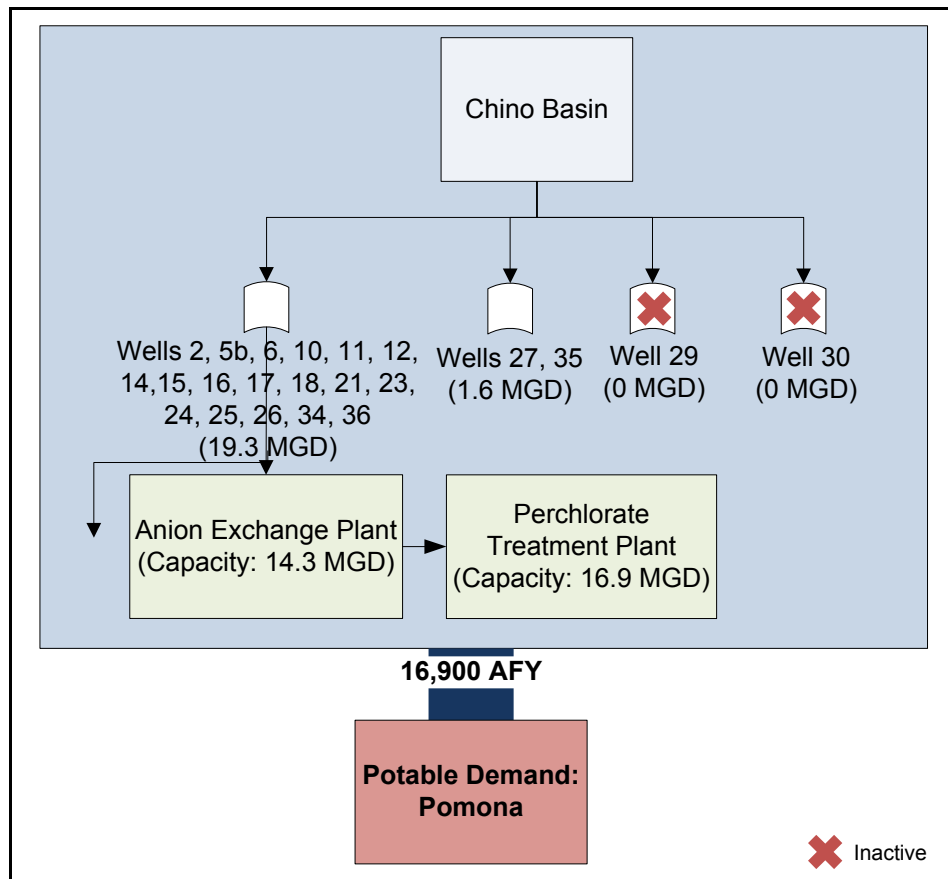 Chino Basin
Wells 2, 5b, 6, 10, 11, 12,
14,15, 16, 17, 18, 21, 23,
24, 25, 26, 34, 36
(19.3 MGD)
Wells 27, 35
(1.6 MGD)
Well 29
(0 MGD)
Well 30
(0 MGD)
Anion Exchange Plant
(Capacity: 14.3 MGD)
Perchlorate
Treatment Plant
(Capacity: 16.9 MGD)
16,900 AFY
Potable Demand:
Pomona
Inactive